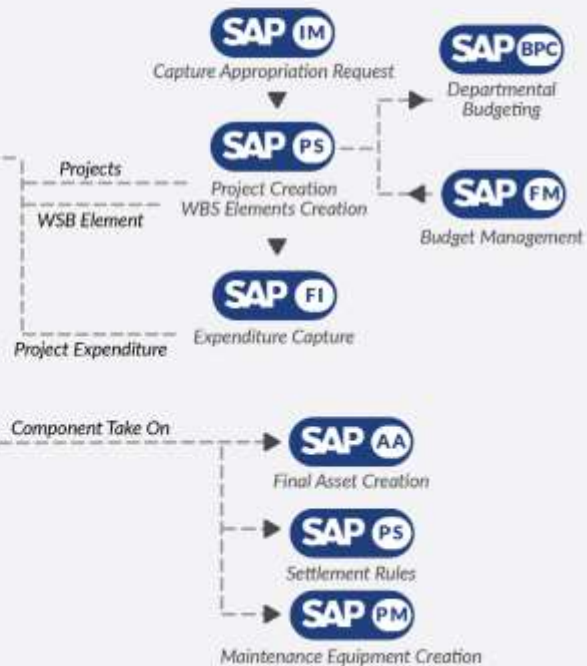 SAP IM
Capture Appropriation Request
SAP BPC
Departmental
Budgeting
SAP PS
Project Creation
WBS Elements Creation
Projects
WSB Element
SAP FM
Budget Management
SAP FI
Expenditure Capture
Project Expenditure
Component Take On
SAP AA
Final Asset Creation
SAP PS
Settlement Rules
SAP PM
Maintenance Equipment Creation